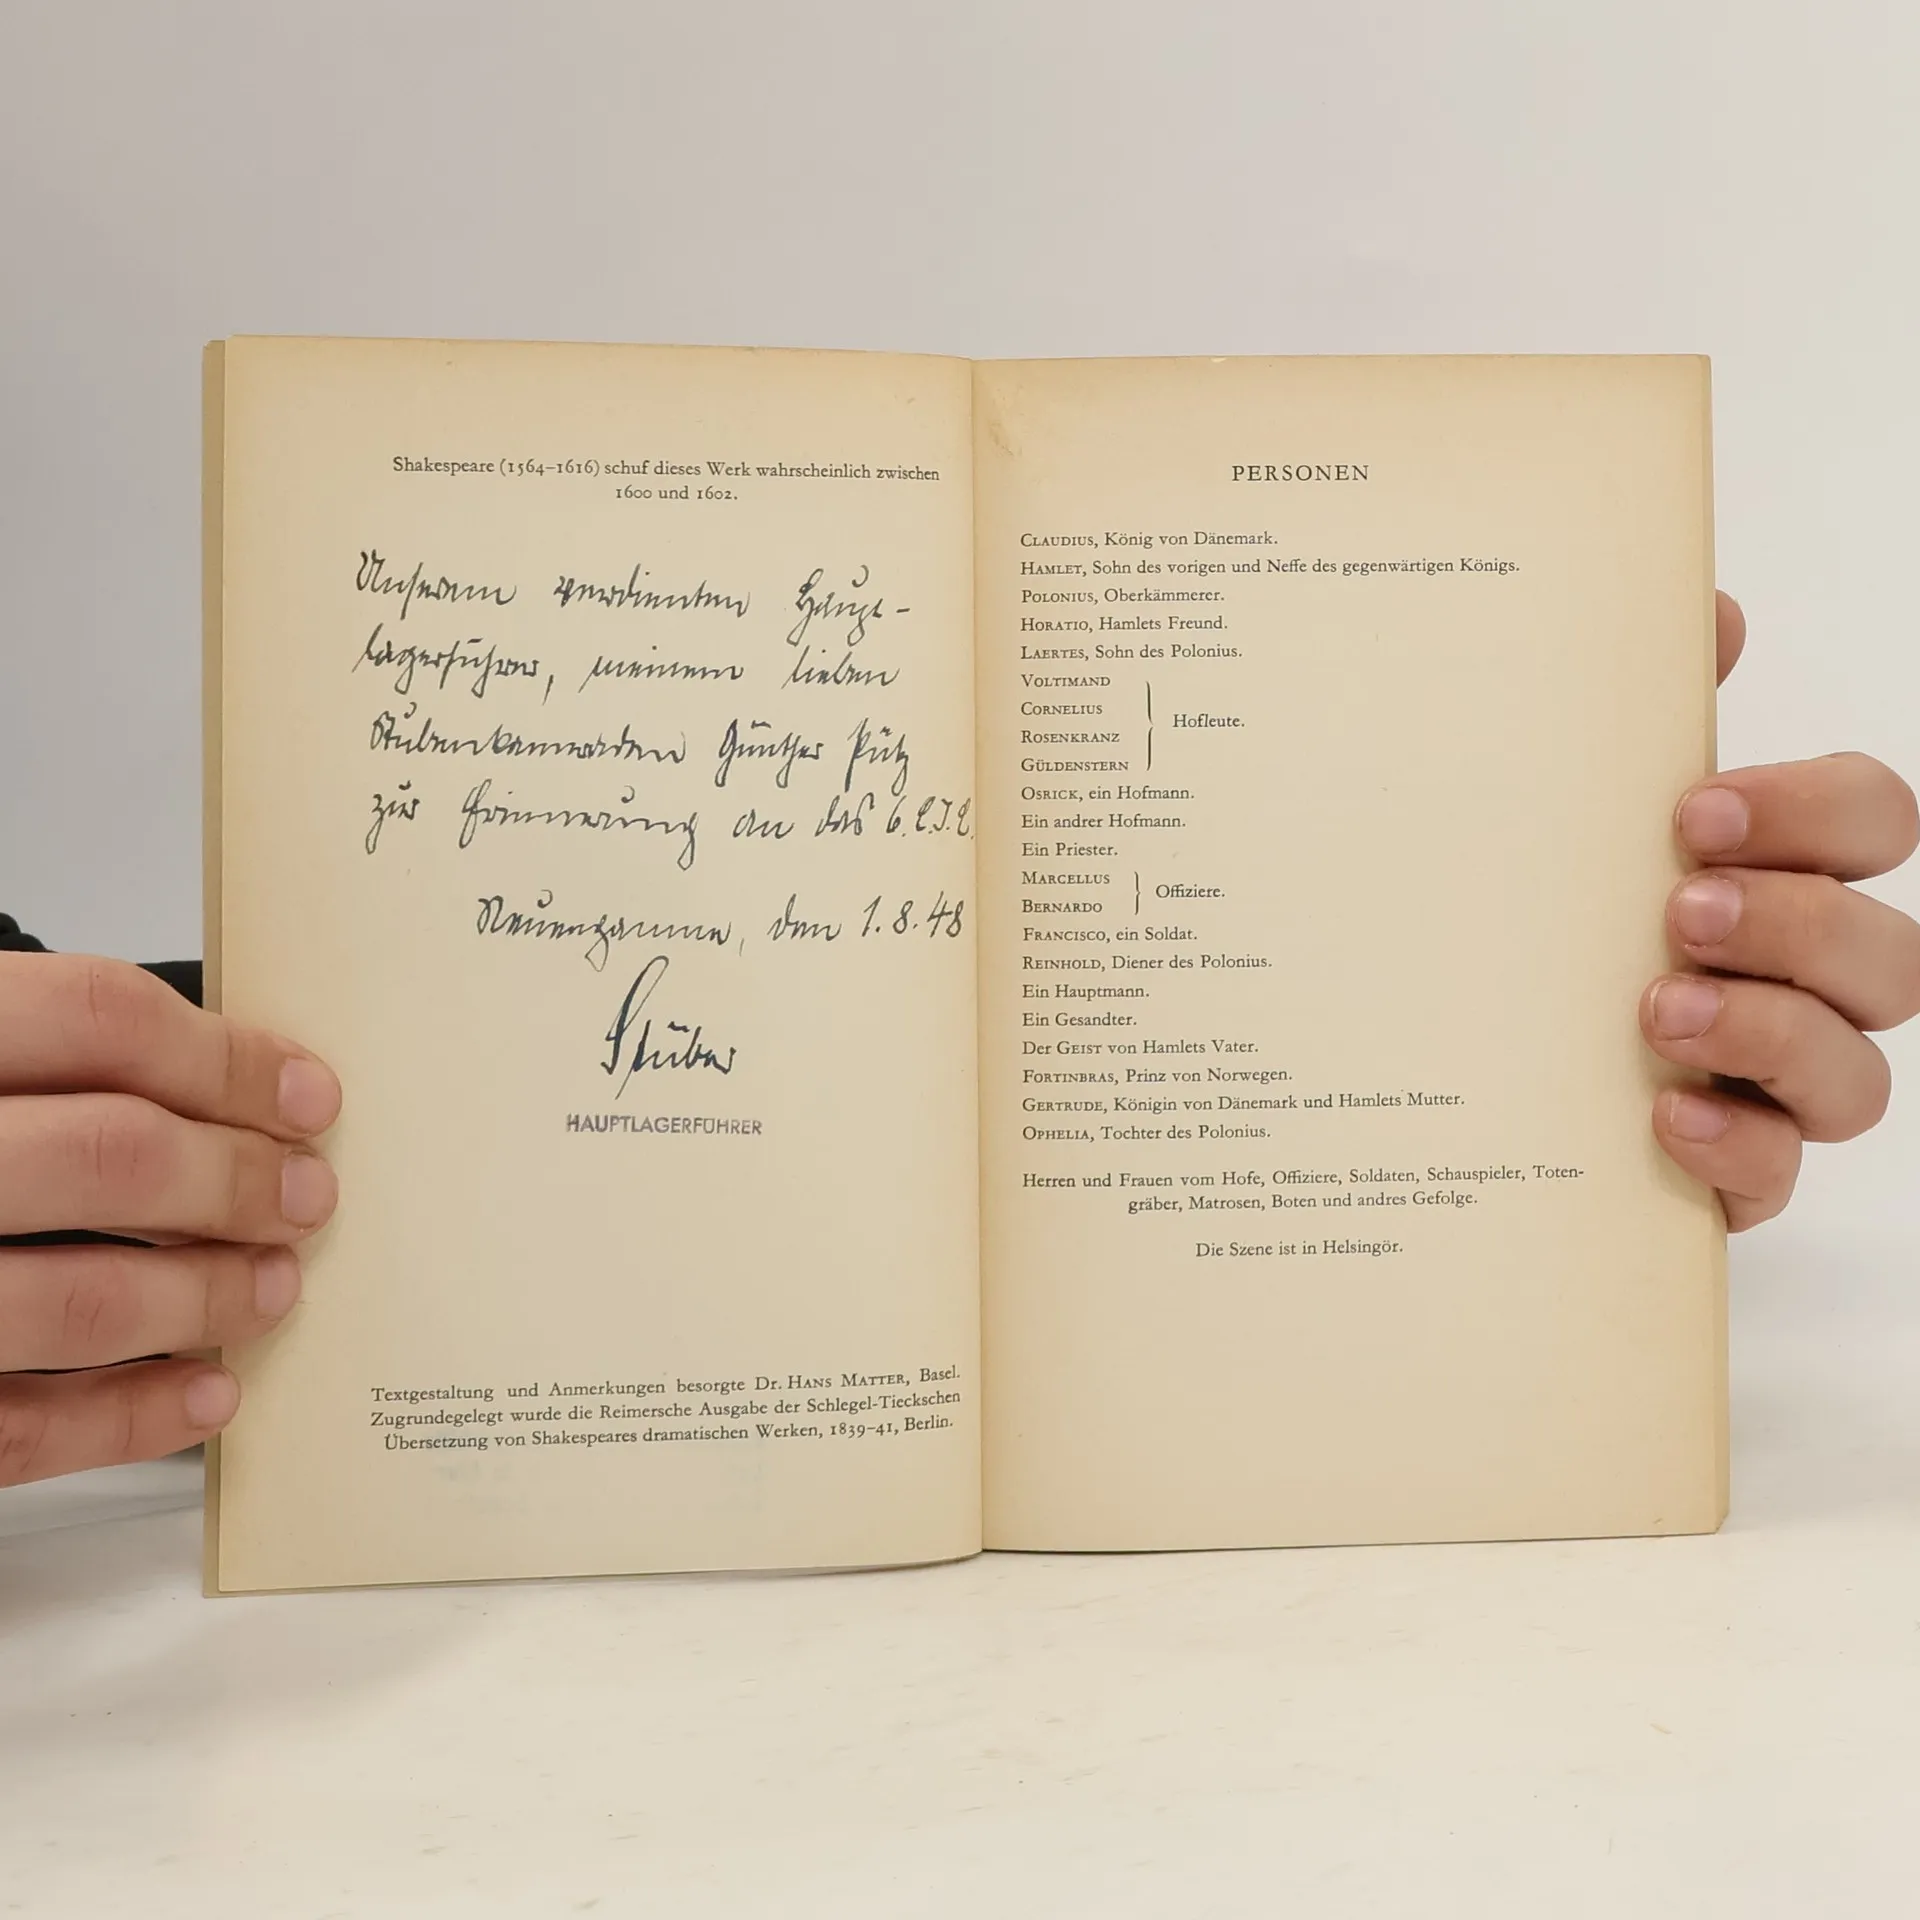 Shakespeare (1564–1616) schuf dieses Werk wahrscheinlich zwischen
1600 und 1602.
Unserem verdienten Haupt-
lagerführer, meinem lieben
Stubenkameraden Günther Pütz
zur Erinnerung an das 6. C.I.C.
Neuengamme, den 1.8.48
Stüber
HAUPTLAGERFÜHRER
Textgestaltung und Anmerkungen besorgte Dr. HANS MATTER, Basel.
Zugrundegelegt wurde die Reimersche Ausgabe der Schlegel-Tieckschen
Übersetzung von Shakespeares dramatischen Werken, 1839–41, Berlin.
PERSONEN
CLAUDIUS, König von Dänemark.
HAMLET, Sohn des vorigen und Neffe des gegenwärtigen Königs.
POLONIUS, Oberkämmerer.
HORATIO, Hamlets Freund.
LAERTES, Sohn des Polonius.
VOLTIMAND
CORNELIUS
ROSENKRANZ
GÜLDENSTERN
Hofleute.
OSRICK, ein Hofmann.
Ein andrer Hofmann.
Ein Priester.
MARCELLUS
BERNARDO
Offiziere.
FRANCISCO, ein Soldat.
REINHOLD, Diener des Polonius.
Ein Hauptmann.
Ein Gesandter.
Der GEIST von Hamlets Vater.
FORTINBRAS, Prinz von Norwegen.
GERTRUDE, Königin von Dänemark und Hamlets Mutter.
OPHELIA, Tochter des Polonius.
Herren und Frauen vom Hofe, Offiziere, Soldaten, Schauspieler, Toten-
gräber, Matrosen, Boten und andres Gefolge.
Die Szene ist in Helsingör.